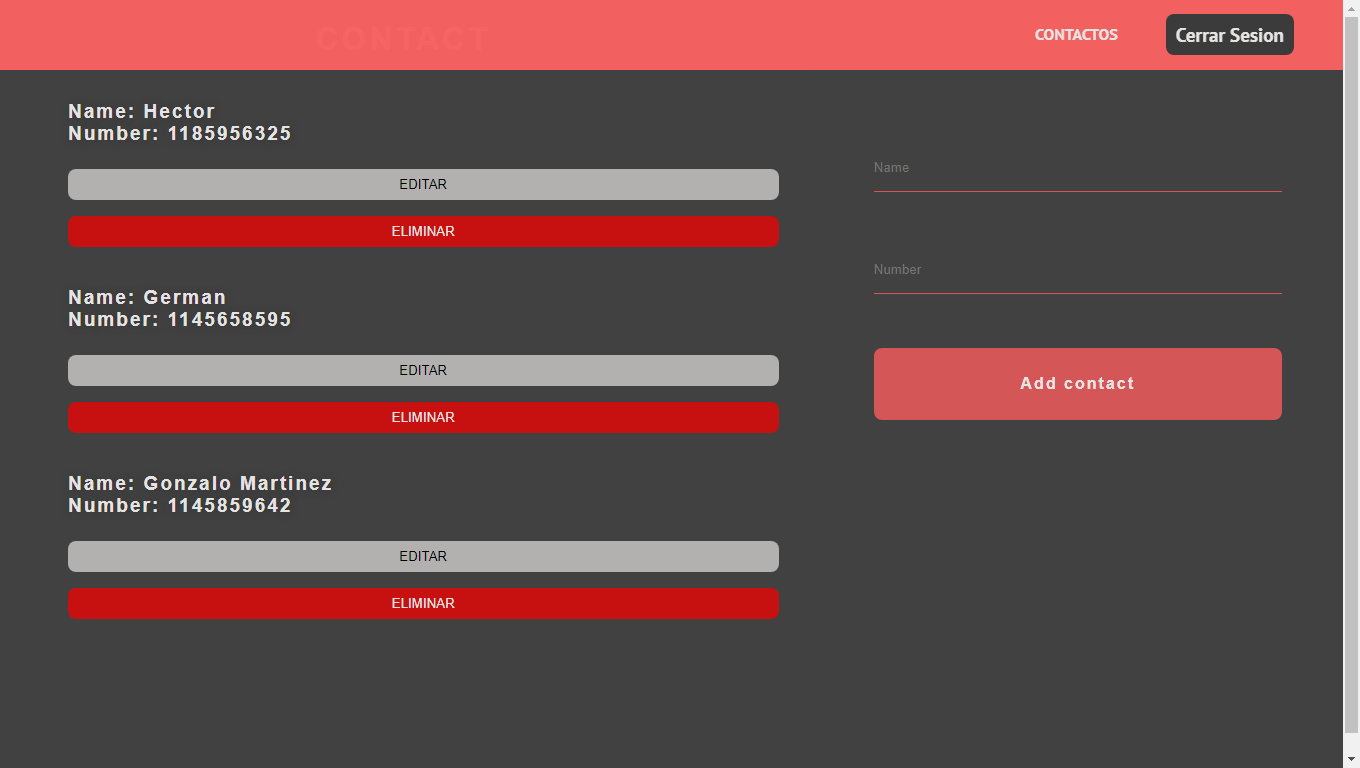 CONTACT
CONTACTOS
Cerrar Sesion
Name: Hector
Number: 1185956325
EDITAR
ELIMINAR
Name: German
Number: 1145658595
EDITAR
ELIMINAR
Name: Gonzalo Martinez
Number: 1145859642
EDITAR
ELIMINAR
Name
Number
Add contact